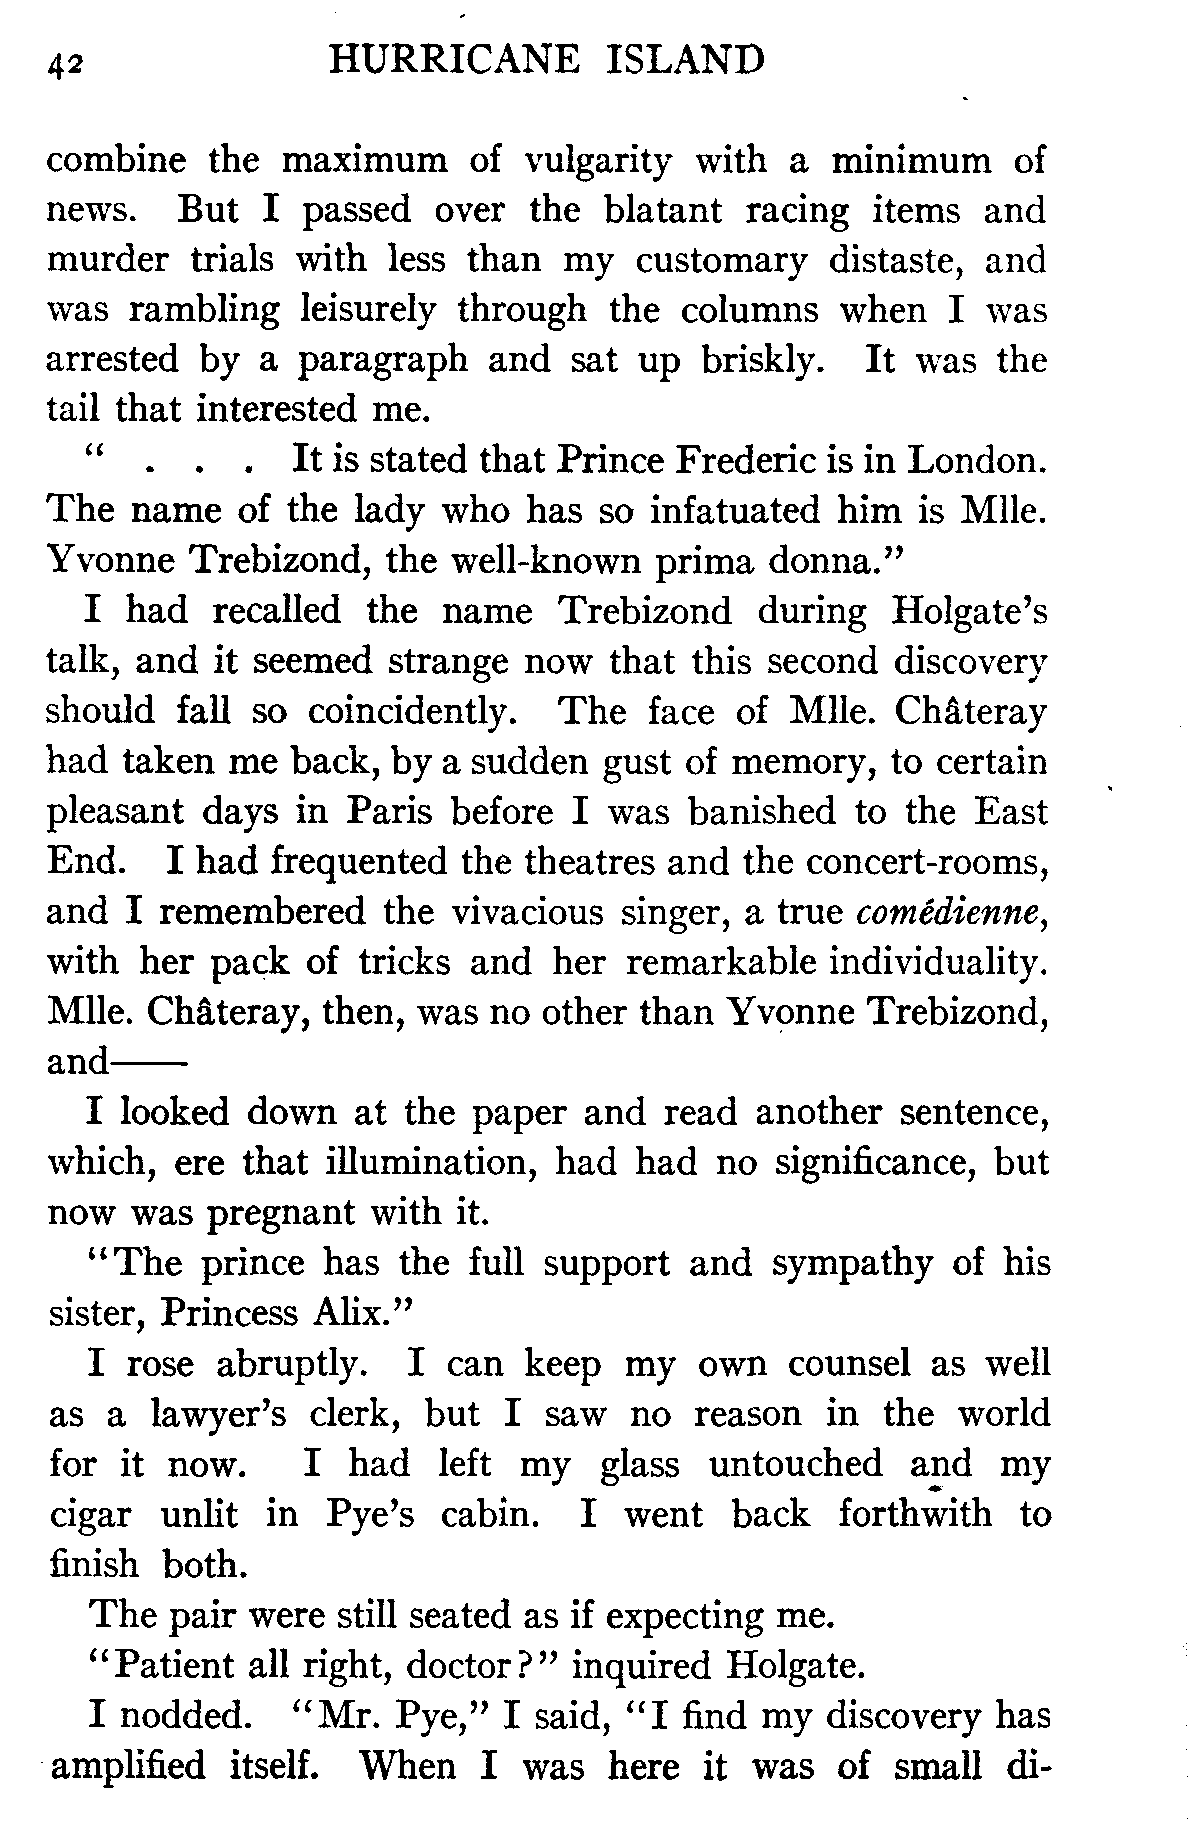 42 HURRICANE ISLAND
combine the maximum of vulgarity with a minimum of
news. But I passed over the blatant racing items and
murder trials with less than my customary distaste, and
was rambling leisurely through the columns when I was
arrested by a paragraph and sat up briskly. It was the
tail that interested me.
“ . . . It is stated that Prince Frederic is in London.
The name of the lady who has so infatuated him is Mlle.
Yvonne Trebizond, the well-known prima donna.”
I had recalled the name Trebizond during Holgate’s
talk, and it seemed strange now that this second discovery
should fall so coincidently. The face of Mlle. Châteray
had taken me back, by a sudden gust of memory, to certain
pleasant days in Paris before I was banished to the East
End. I had frequented the theatres and the concert-rooms,
and I remembered the vivacious singer, a true comédienne,
with her pack of tricks and her remarkable individuality.
Mlle. Châteray, then, was no other than Yvonne Trebizond,
and——
I looked down at the paper and read another sentence,
which, ere that illumination, had had no significance, but
now was pregnant with it.
“The prince has the full support and sympathy of his
sister, Princess Alix.”
I rose abruptly. I can keep my own counsel as well
as a lawyer’s clerk, but I saw no reason in the world
for it now. I had left my glass untouched and my
cigar unlit in Pye’s cabin. I went back forthwith to
finish both.
The pair were still seated as if expecting me.
“Patient all right, doctor?” inquired Holgate.
I nodded. “Mr. Pye,” I said, “I find my discovery has
amplified itself. When I was here it was of small di-